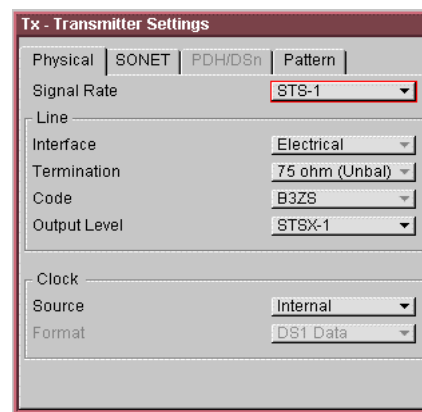 Tx - Transmitter Settings
Physical SONET PDH/DSn Pattern
Signal Rate STS-1
Line
Interface Electrical
Termination 75 ohm (Unbal)
Code B3ZS
Output Level STSX-1
Clock
Source Internal
Format DS1 Data